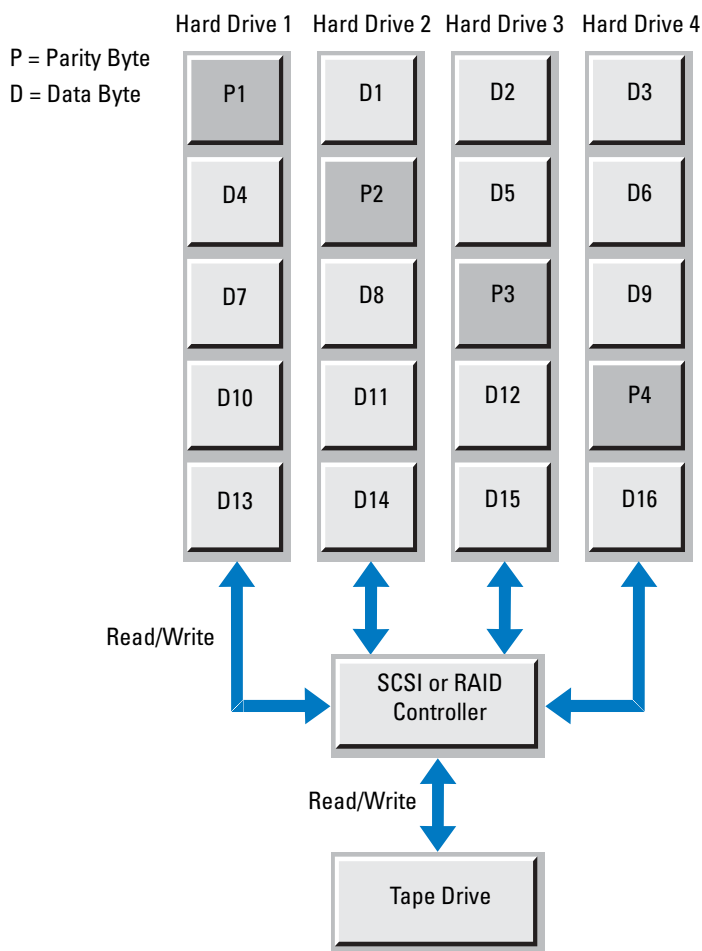 Hard Drive 1 Hard Drive 2 Hard Drive 3 Hard Drive 4
P = Parity Byte
D = Data Byte
P1 D1 D2 D3
D4 P2 D5 D6
D7 D8 P3 D9
D10 D11 D12 P4
D13 D14 D15 D16
Read/Write
SCSI or RAID
Controller
Read/Write
Tape Drive